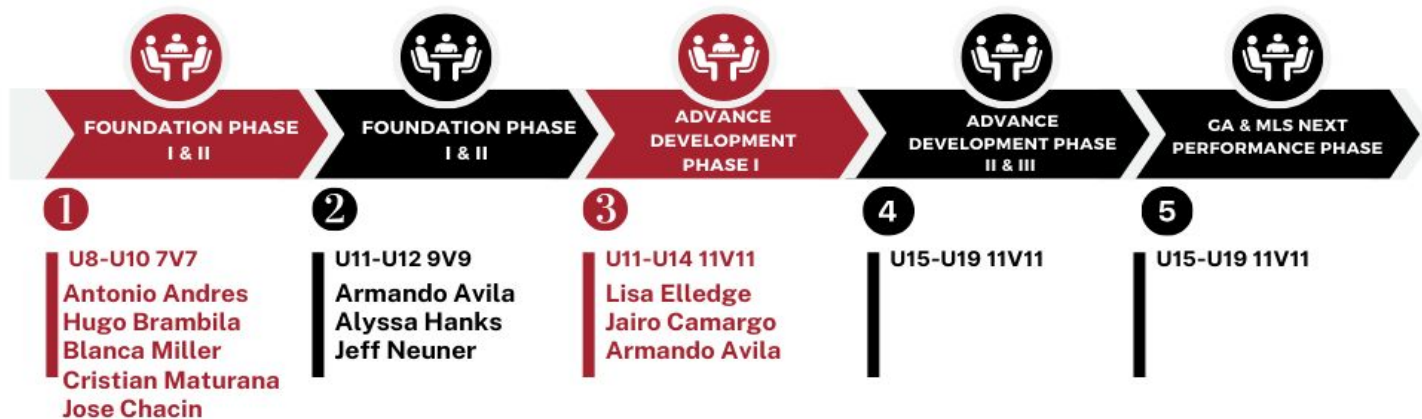 FOUNDATION PHASE
I & II
FOUNDATION PHASE
I & II
ADVANCE
DEVELOPMENT
PHASE I
ADVANCE
DEVELOPMENT PHASE
II & III
GA & MLS NEXT
PERFORMANCE PHASE
1
U8-U10 7V7
Antonio Andres
Hugo Brambila
Blanca Miller
Cristian Maturana
Jose Chacin
2
U11-U12 9V9
Armando Avila
Alyssa Hanks
Jeff Neuner
3
U11-U14 11V11
Lisa Elledge
Jairo Camargo
Armando Avila
4
U15-U19 11V11
5
U15-U19 11V11